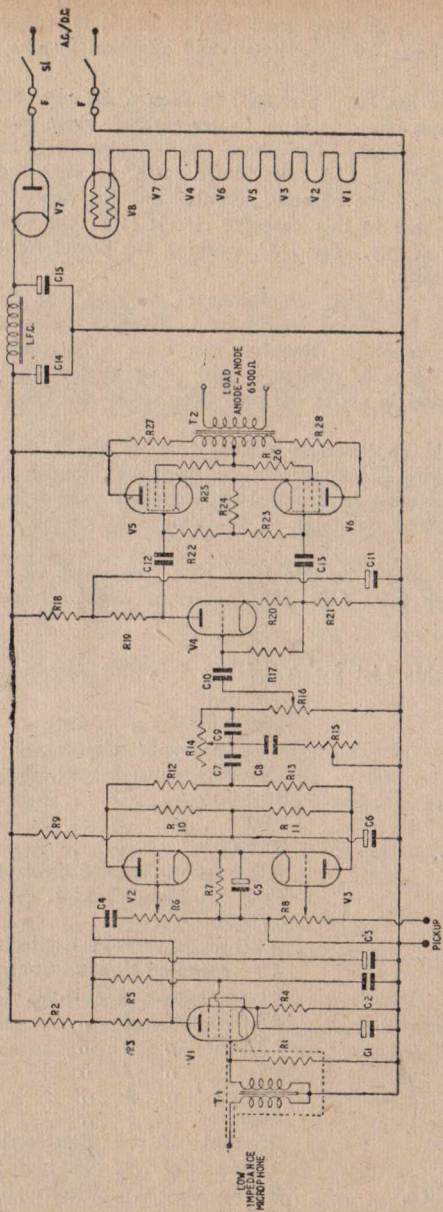 LOW
IMPEDANCE
MICROPHONE
T1
R1
R2
R3
R5
V1
R4
C1
C2
C3
C4
R6
R7
C5
R8
PICKUP
V2
V3
R9
R
10
R
11
R12
R13
C6
C7
R14
C9
C8
R15
R16
C10
R17
V4
R18
R19
R20
R21
C11
C12
C13
R22
R23
R24
V5
V6
R25
R
26
R27
R28
T2
LOAD
ANODE-ANODE
6500Ω
C14
L.F.C.
C15
V7
V8
V7
V4
V6
V5
V3
V2
V1
F
F
S1
A.C./D.C.